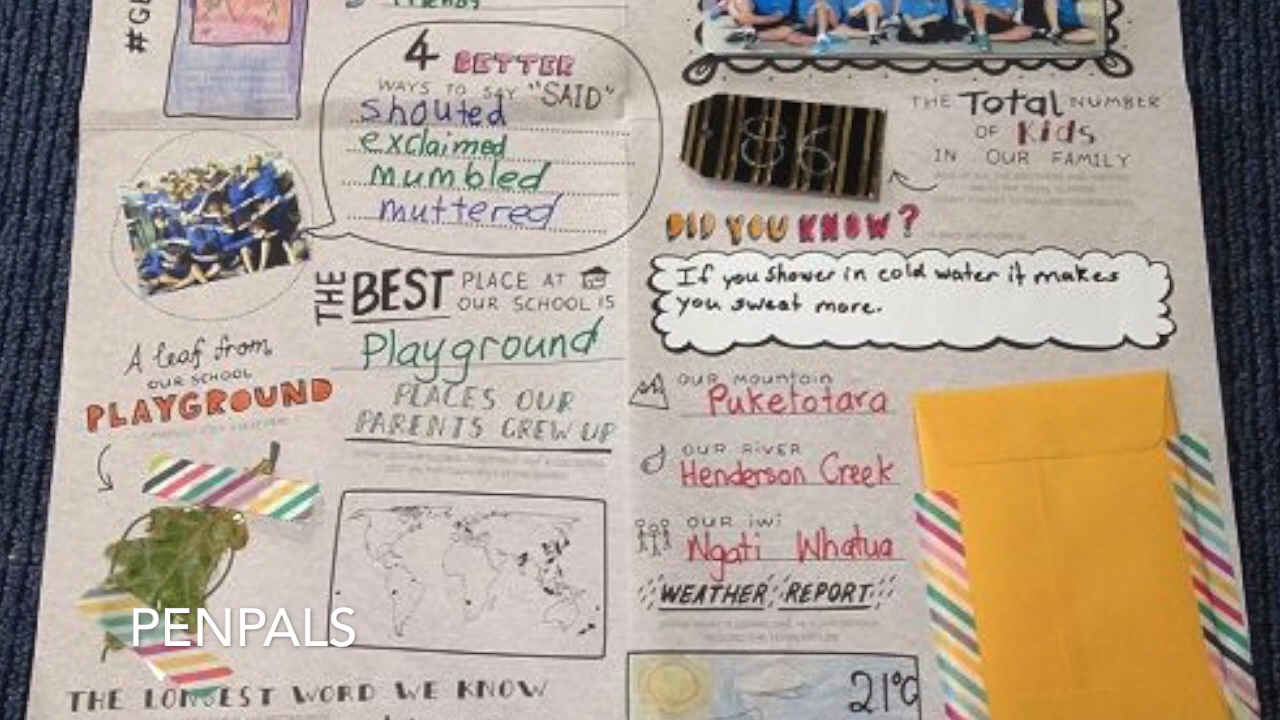 #GE
Friends
4 BETTER
WAYS TO SAY "SAID"
shouted
exclaimed
mumbled
muttered
THE BEST PLACE AT
OUR SCHOOL IS
Playground
A leaf from
OUR SCHOOL
PLAYGROUND
PLACES OUR
PARENTS GREW UP
PENPALS
THE LONGEST WORD WE KNOW
86
THE Total NUMBER
OF Kids
IN OUR FAMILY
DID YOU KNOW?
If you shower in cold water it makes
you sweat more.
OUR Mountain
Puketotara
OUR RIVER
Henderson Creek
OUR iwi
Ngati Whatua
WEATHER REPORT
21°C